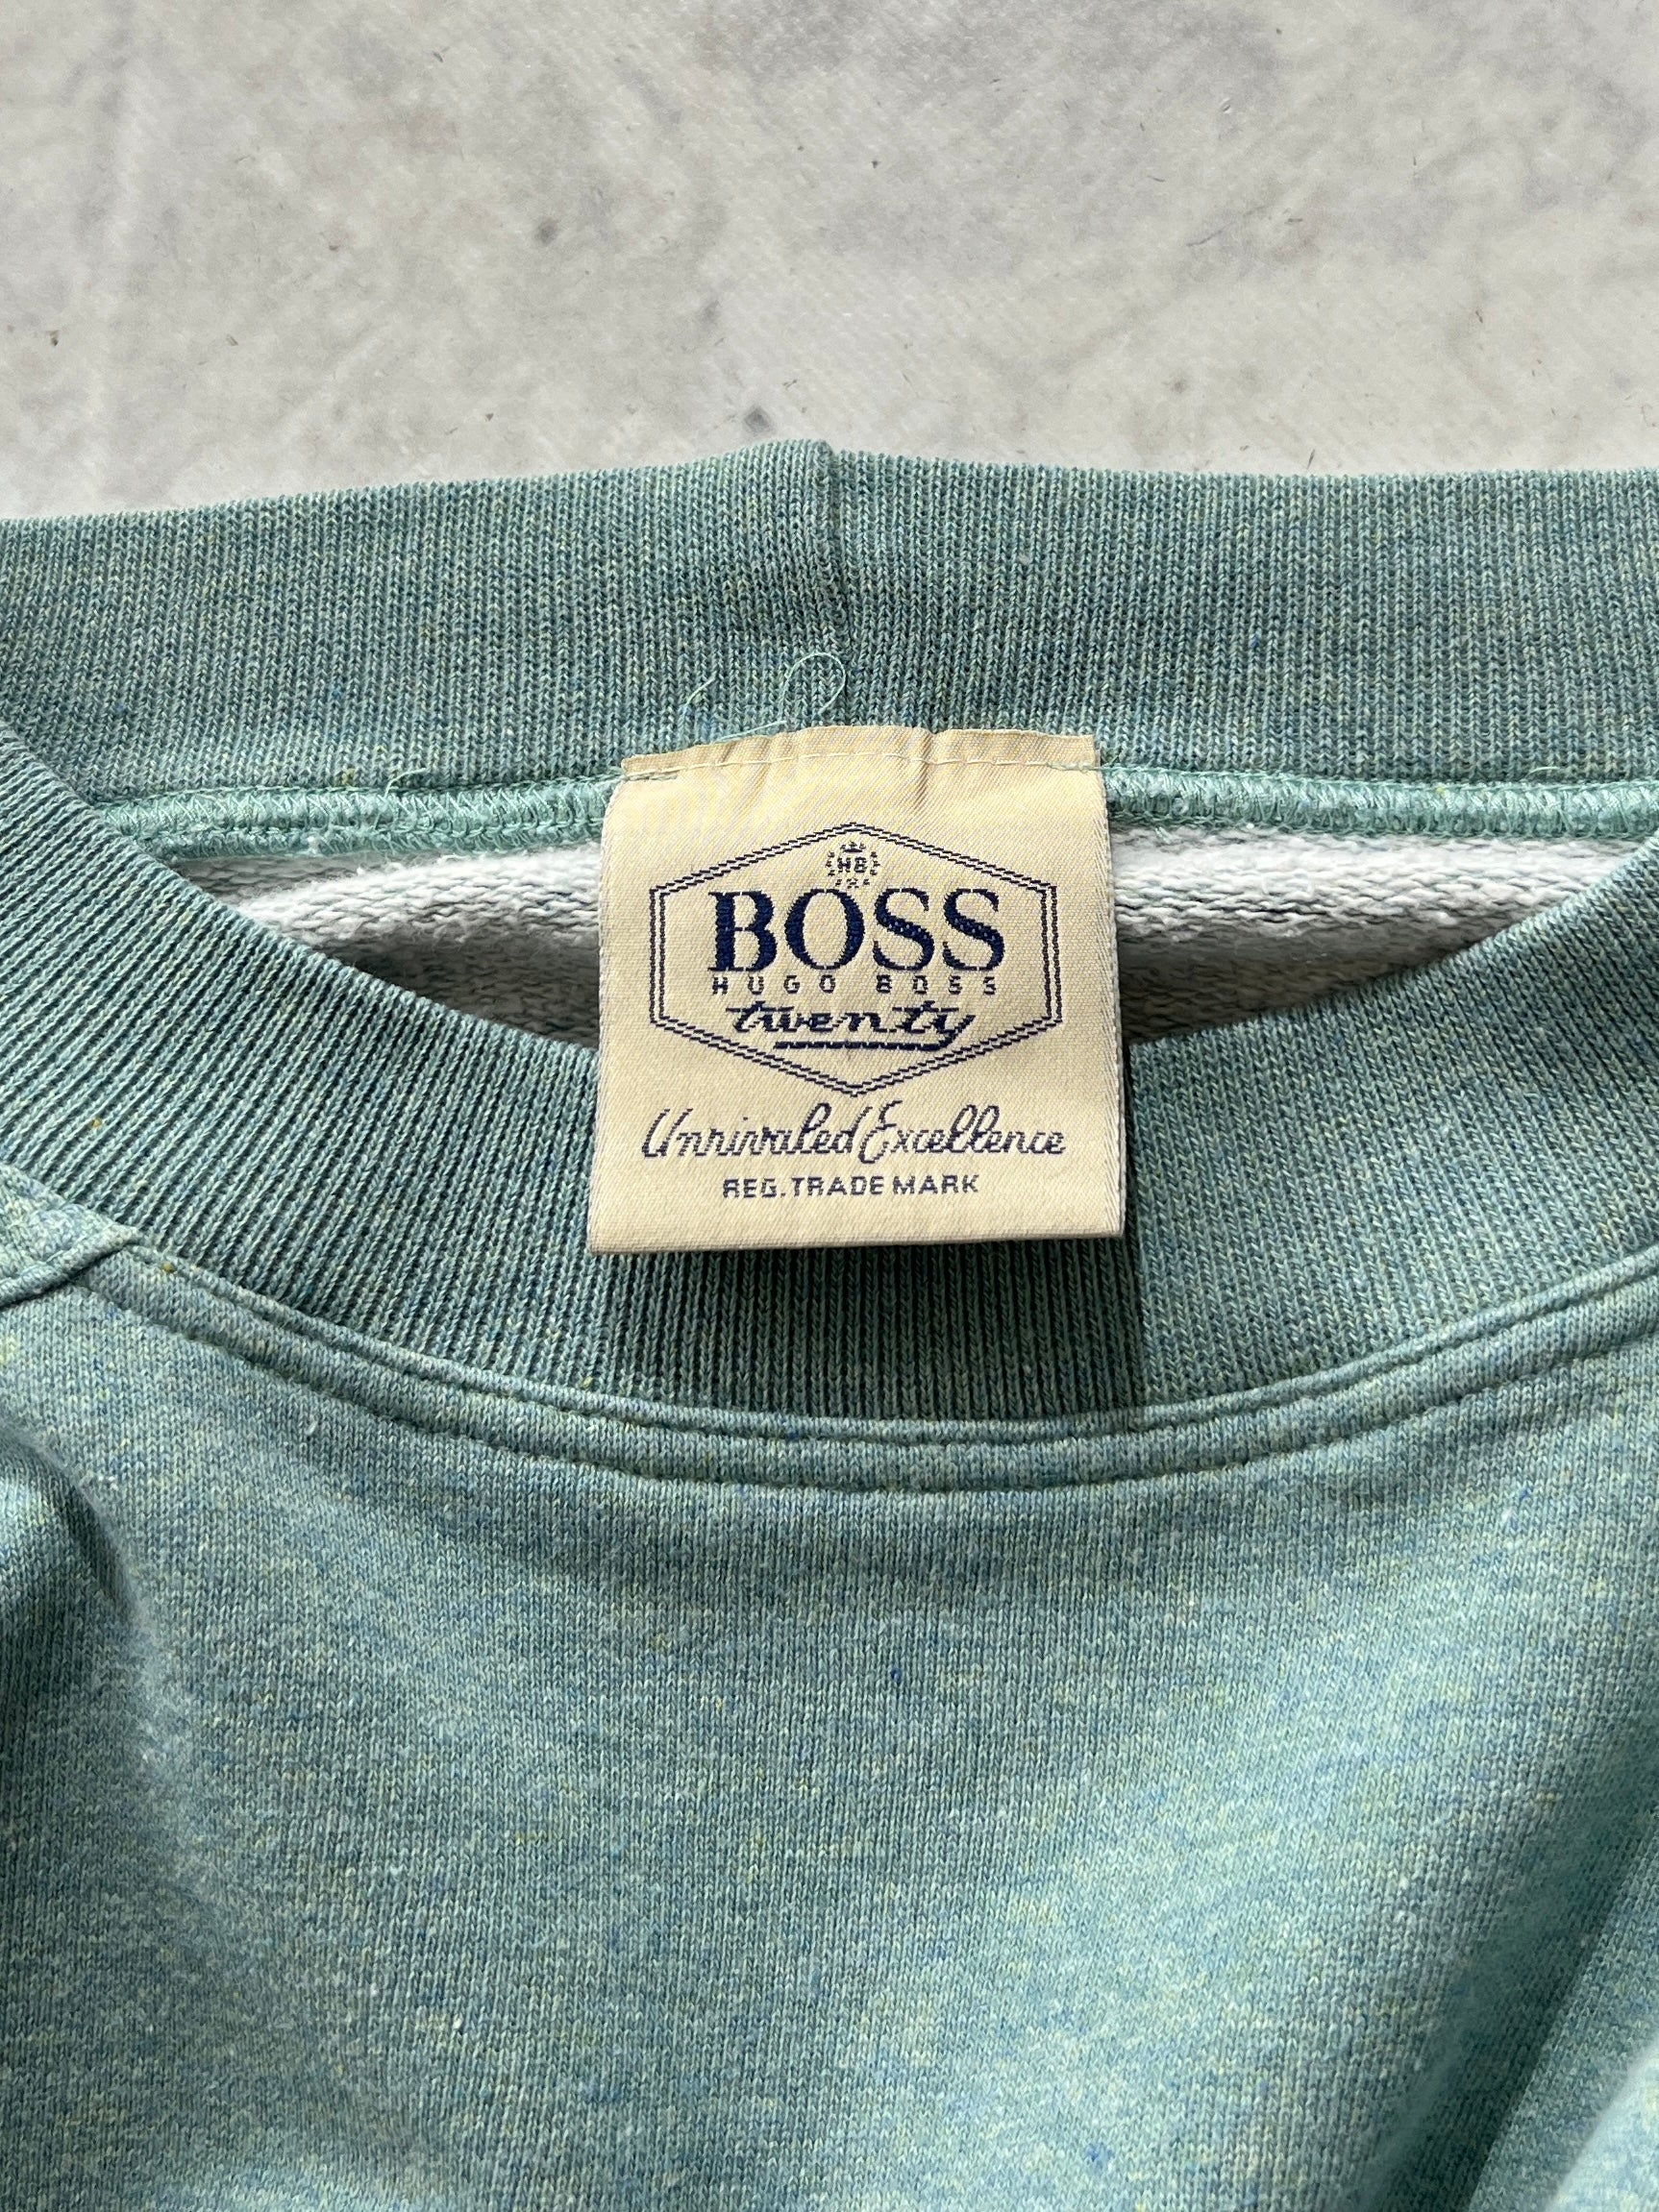 HB
BOSS
HUGO BOSS
twenty
Unrivaled Excellence
REG. TRADE MARK